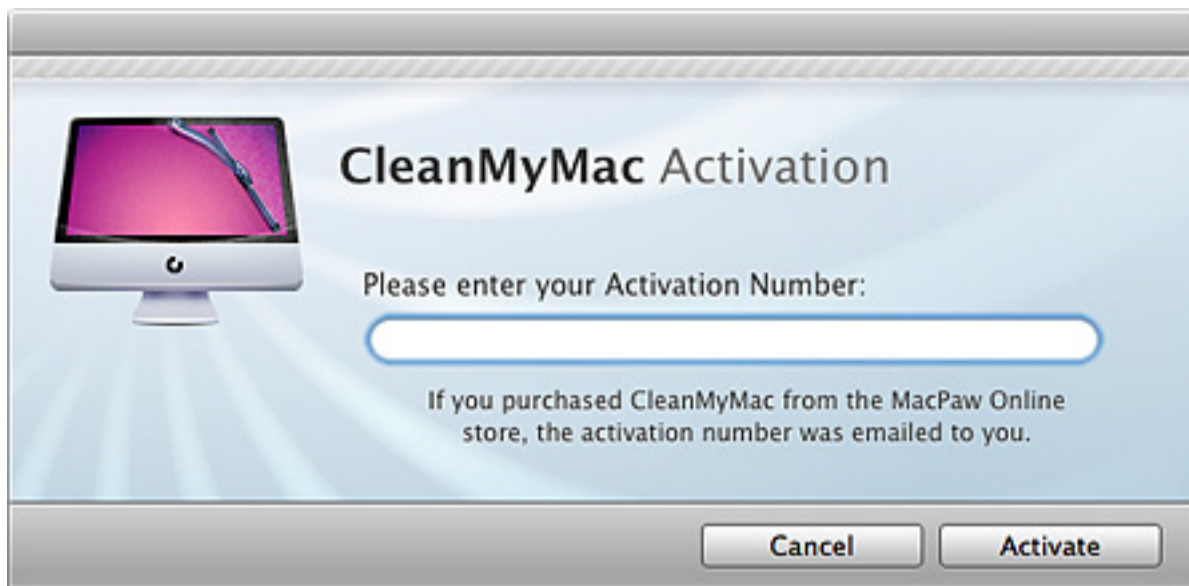 CleanMyMac Activation
Please enter your Activation Number:
If you purchased CleanMyMac from the MacPaw Online
store, the activation number was emailed to you.
Cancel Activate